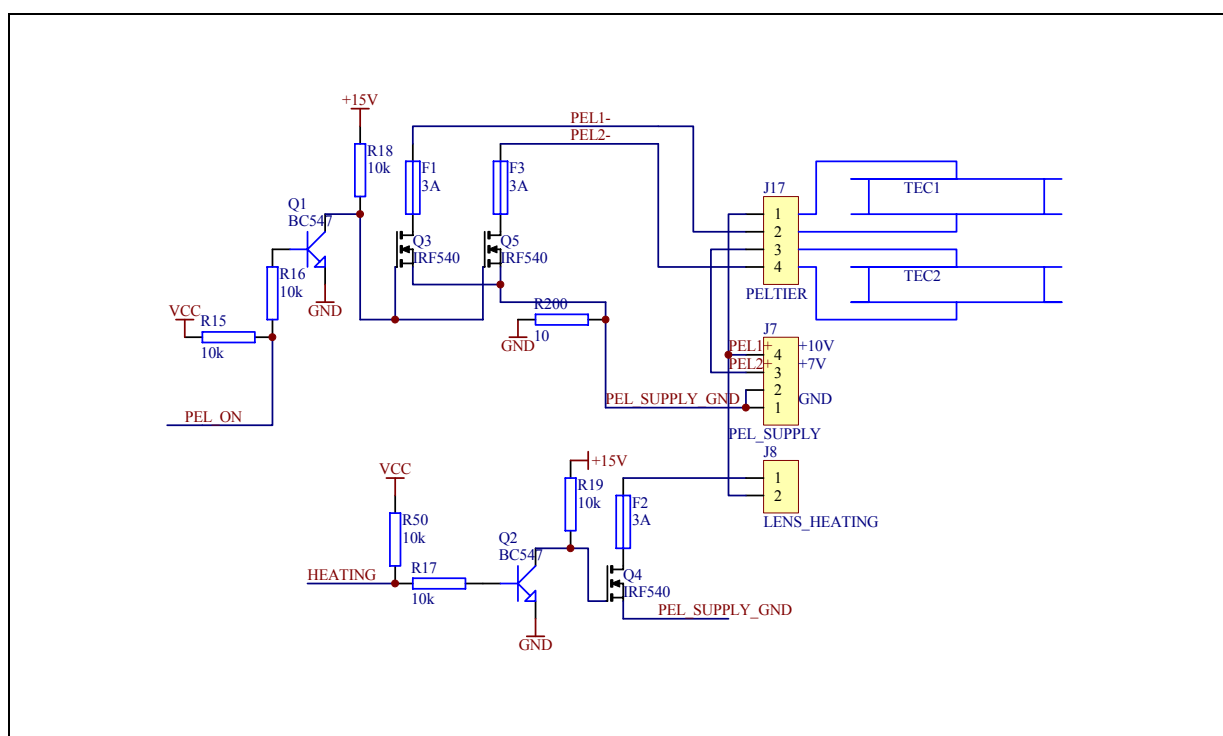 +15V
R18
10k
Q1
BC547
R16
10k
GND
VCC
R15
10k
PEL_ON
F1
3A
F3
3A
Q3
IRF540
Q5
IRF540
PEL1-
PEL2-
R200
10
GND
J17
1
2
3
4
PELTIER
TEC1
TEC2
J7
PEL1+
4
+10V
PEL2+
3
+7V
2
PEL_SUPPLY_GND
1
GND
PEL_SUPPLY
J8
1
2
LENS_HEATING
VCC
R50
10k
HEATING
R17
10k
Q2
BC547
GND
+15V
R19
10k
F2
3A
Q4
IRF540
PEL_SUPPLY_GND